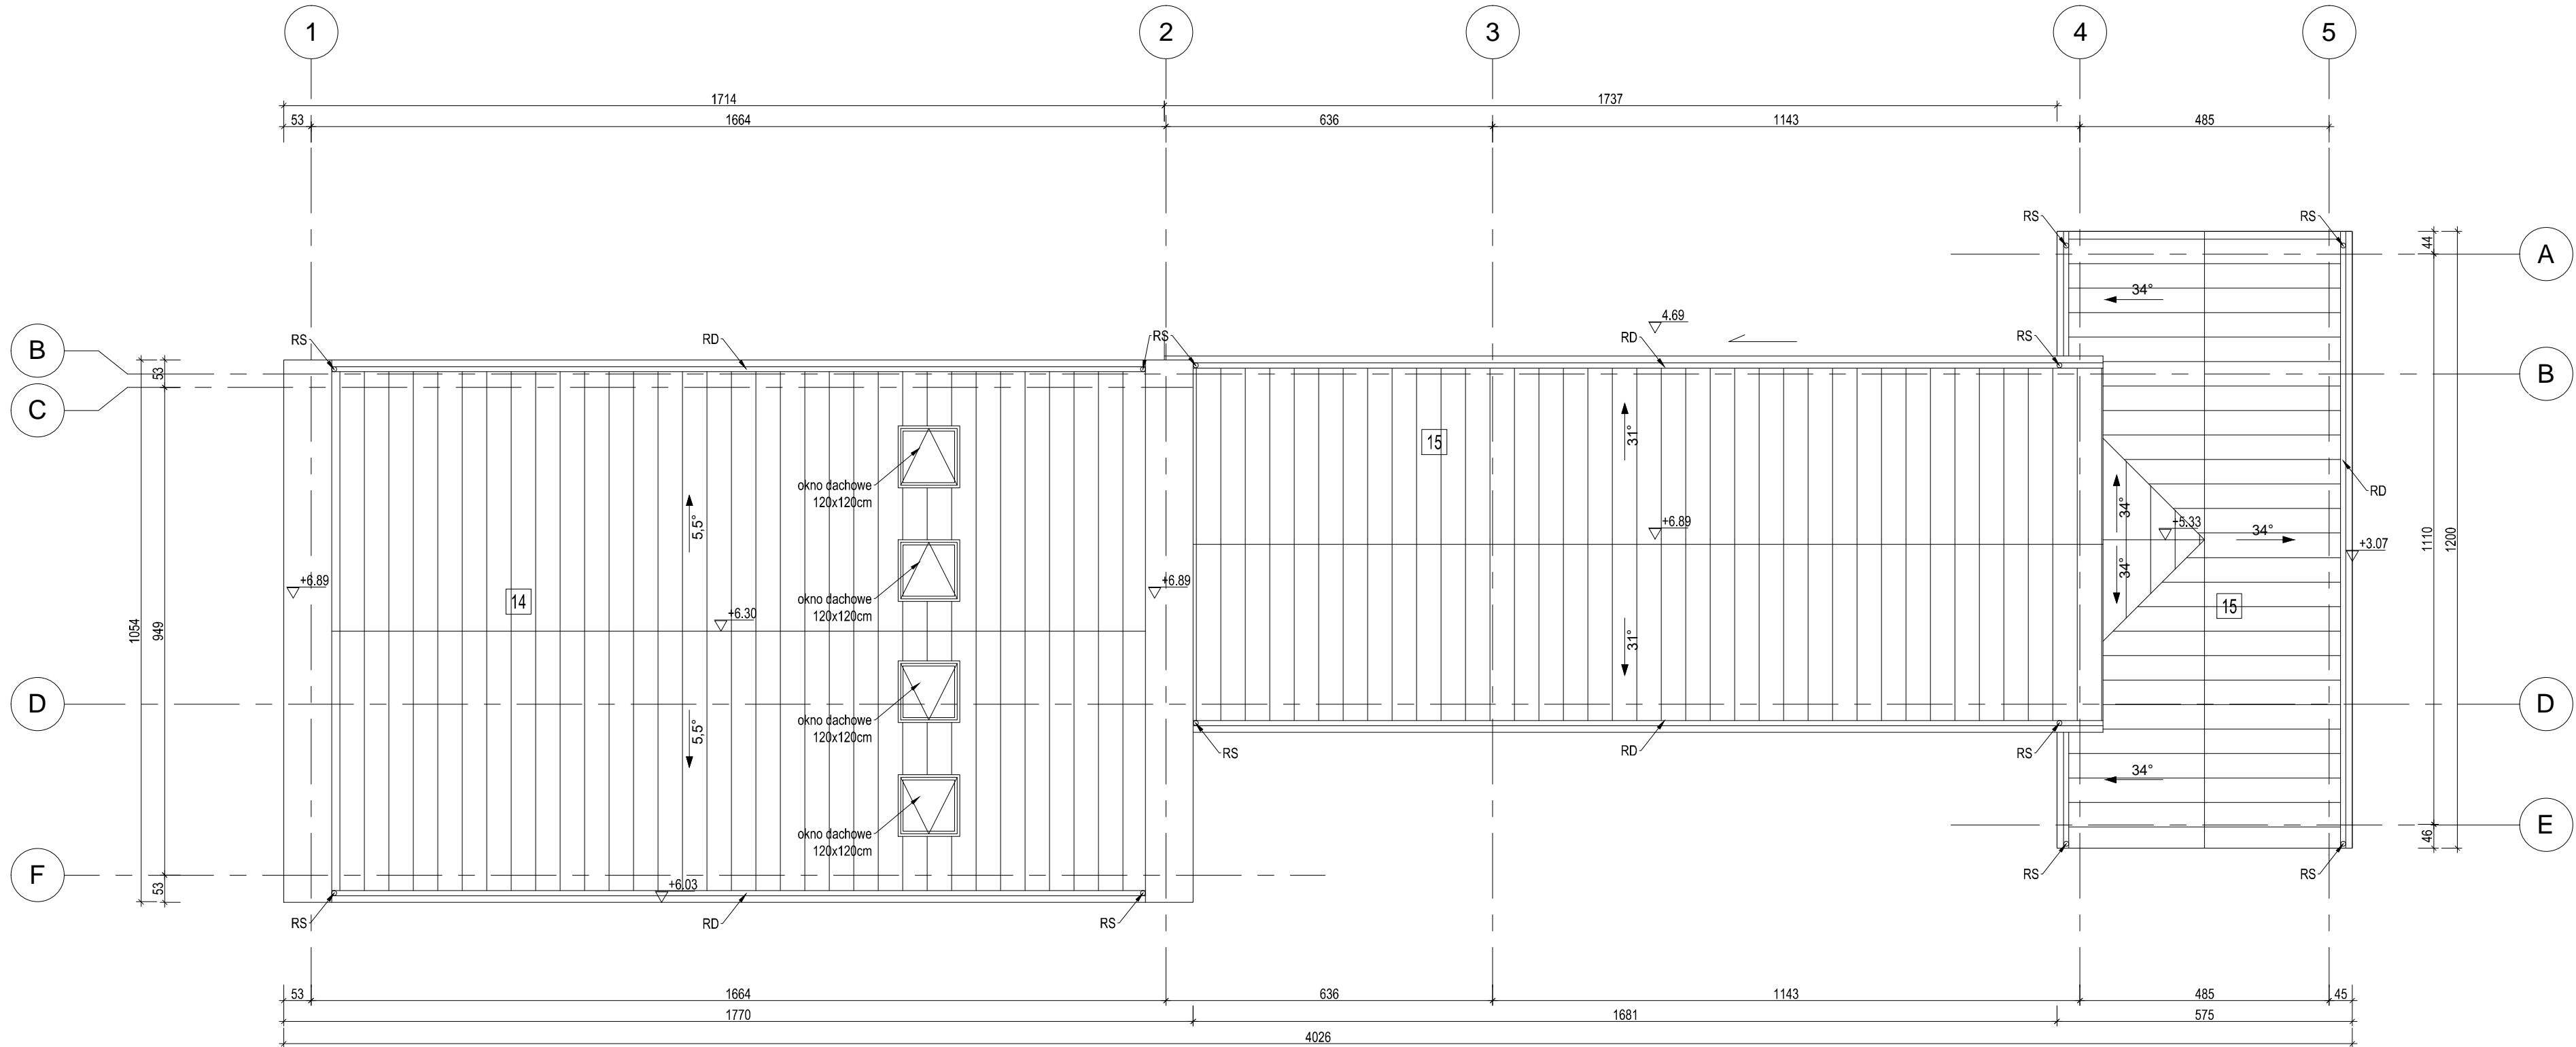 1
2
3
4
5
1714
1737
53
1664
636
1143
485
RS
RS
A
44
34°
4.69
B
RS
RD
RS
RD
RS
53
B
C
15
31°
okno dachowe
120x120cm
RD
5,5°
34°
+6.89
+5.33
34°
1110
1200
+3.07
+6.89
+6.89
34°
14
okno dachowe
120x120cm
15
+6.30
1054
949
31°
D
D
okno dachowe
120x120cm
5,5°
RS
RD
RS
34°
E
46
okno dachowe
120x120cm
F
53
+6.03
RS
RS
RS
RD
RS
53
1664
636
1143
485
45
1770
1681
575
4026